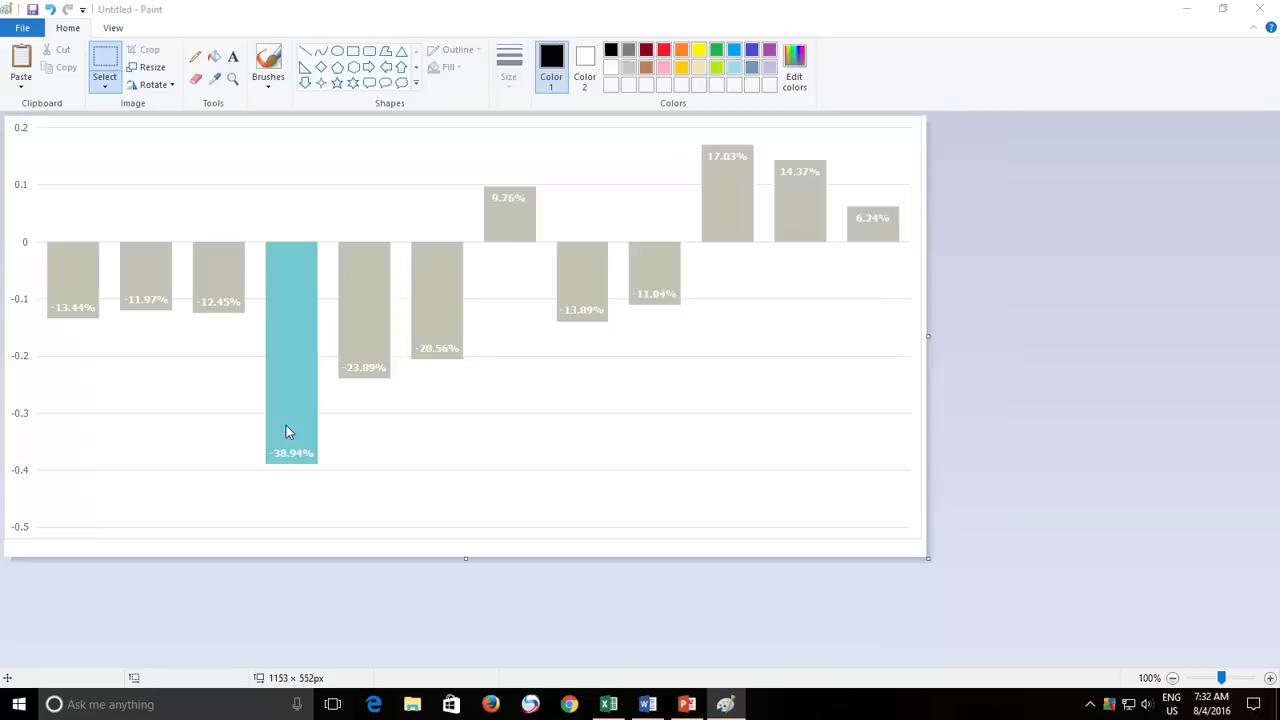 Untitled - Paint
File Home View
Paste
Cut
Copy
Clipboard
Select
Crop
Resize
Rotate
Image
Tools
Brushes
Outline
Fill
Shapes
Size
Color 1
Color 2
Edit colors
Colors
0.2
0.1
0
-0.1
-0.2
-0.3
-0.4
-0.5
-13.44%
-11.97%
-12.45%
-38.94%
-23.89%
-20.56%
9.76%
-13.89%
-11.04%
17.03%
14.37%
6.24%
1153 × 552px
100%
Ask me anything
ENG
US
7:32 AM
8/4/2016